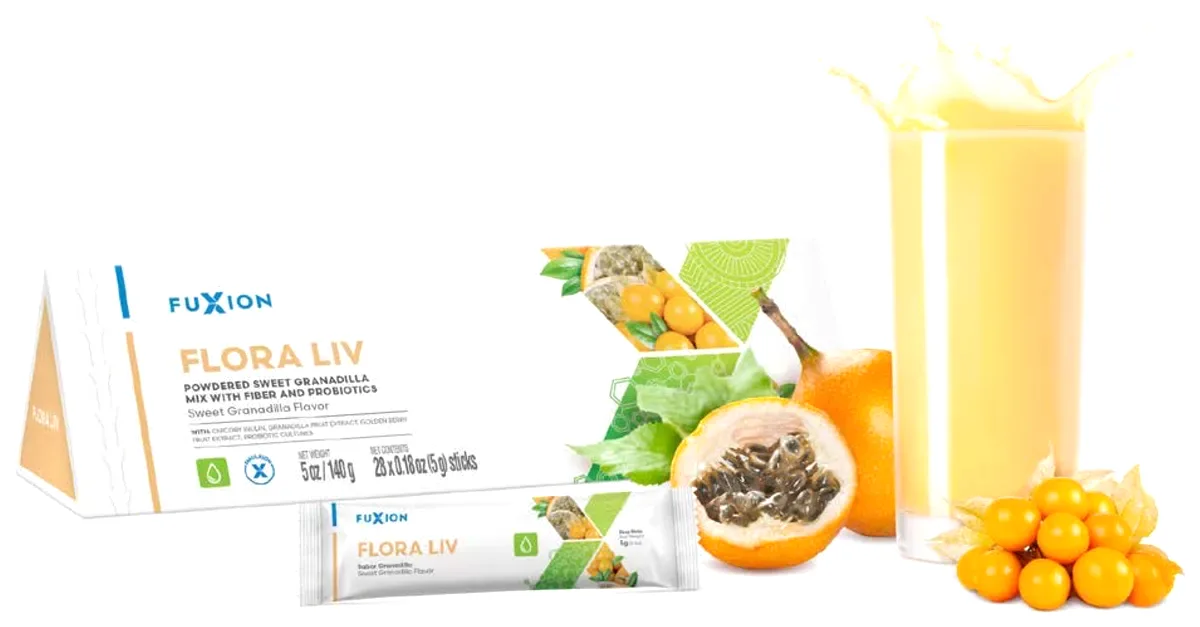 FUXION
FLORA LIV
POWDERED SWEET GRANADILLA
MIX WITH FIBER AND PROBIOTICS
Sweet Granadilla Flavor
WITH: CHICORY INULIN, GRANADILLA FRUIT EXTRACT, GOLDEN BERRY
FRUIT EXTRACT, PROBIOTIC CULTURES
NET WEIGHT
5 oz / 140 g
NET CONTENTS
28 x 0.18 oz (5 g) sticks
FLORA LIV
FUXION
FLORA LIV
Sabor Granadilla
Sweet Granadilla Flavor
5g